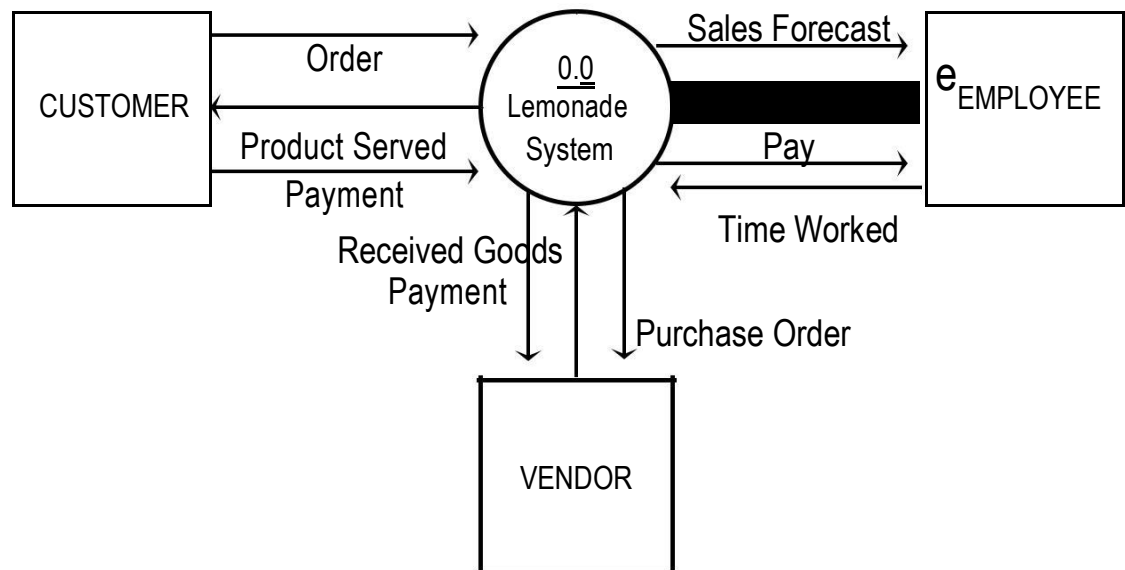 Order
CUSTOMER
Product Served
Payment
0.0
Lemonade
System
Sales Forecast
e
EMPLOYEE
Pay
Time Worked
Received Goods
Payment
Purchase Order
VENDOR